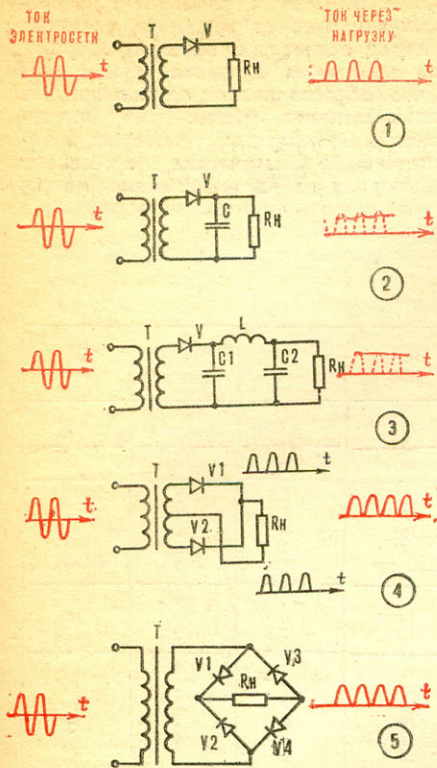 ТОК
ЭЛЕКТРОСЕТИ
ТОК ЧЕРЕЗ
НАГРУЗКУ
t
T
V
Rн
t
1
t
T
V
C
Rн
t
2
t
T
V
L
C1
C2
Rн
t
3
t
T
V1
t
V2
Rн
t
t
4
t
T
V1
V3
Rн
V2
V4
t
5